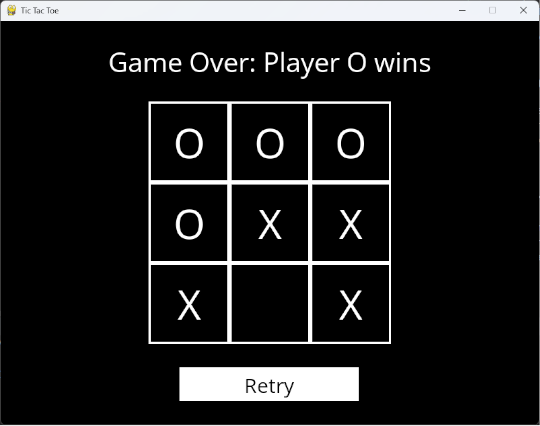 Tic Tac Toe
Game Over: Player O wins
O O O
O X X
X X
Retry